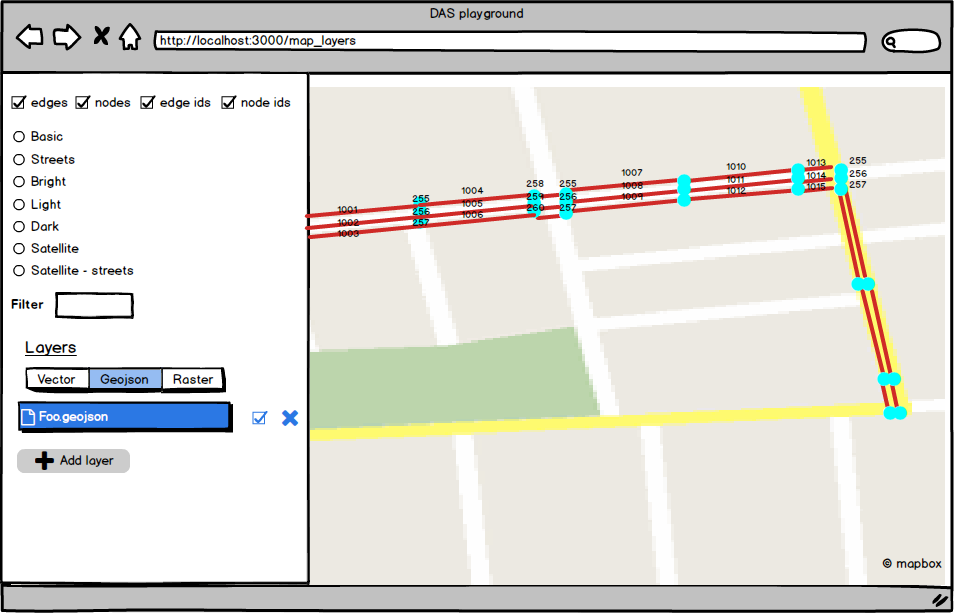 DAS playground
http://localhost:3000/map_layers
edges nodes edge ids node ids
Basic
Streets
Bright
Light
Dark
Satellite
Satellite - streets
Filter
Layers
Vector Geojson Raster
Foo.geojson
Add layer
1001 255 1004 258 255 1007 1010 1013 255
1002 256 1005 259 256 1008 1011 1014 256
1003 257 1006 260 257 1009 1012 1015 257
© mapbox